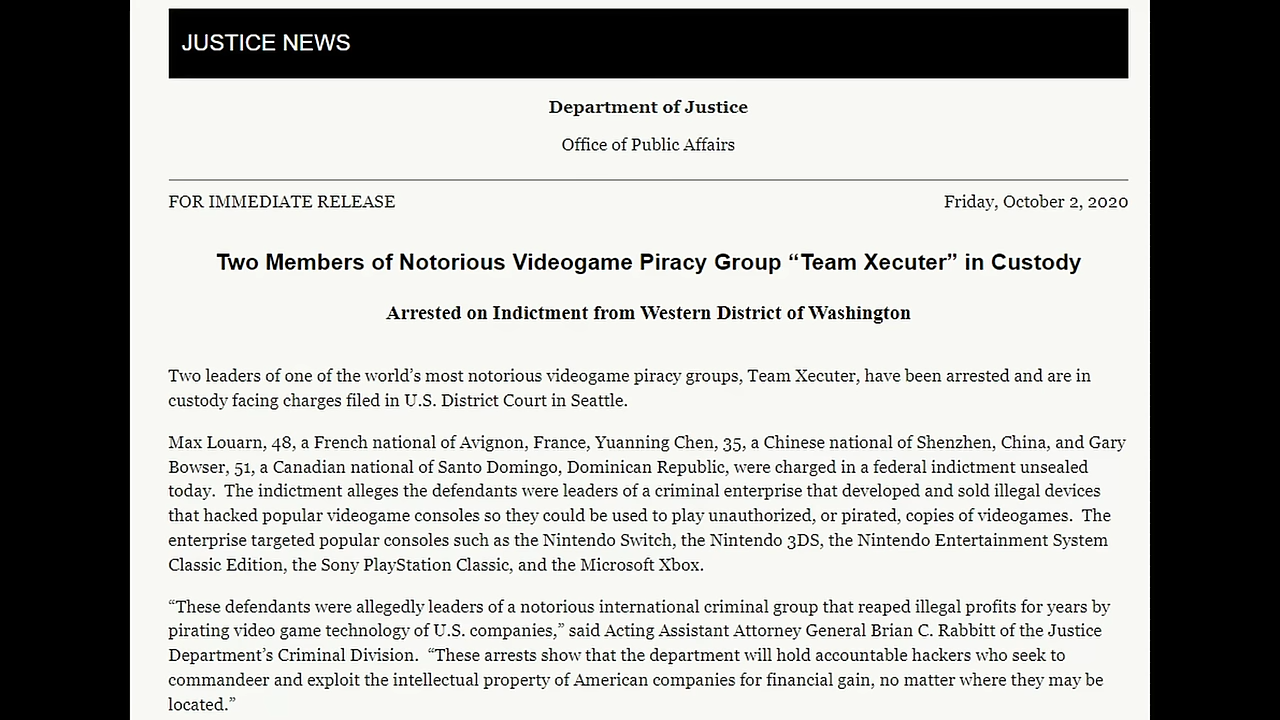 JUSTICE NEWS
Department of Justice
Office of Public Affairs
FOR IMMEDIATE RELEASE Friday, October 2, 2020
Two Members of Notorious Videogame Piracy Group “Team Xecuter” in Custody
Arrested on Indictment from Western District of Washington
Two leaders of one of the world’s most notorious videogame piracy groups, Team Xecuter, have been arrested and are in
custody facing charges filed in U.S. District Court in Seattle.
Max Louarn, 48, a French national of Avignon, France, Yuanning Chen, 35, a Chinese national of Shenzhen, China, and Gary
Bowser, 51, a Canadian national of Santo Domingo, Dominican Republic, were charged in a federal indictment unsealed
today.  The indictment alleges the defendants were leaders of a criminal enterprise that developed and sold illegal devices
that hacked popular videogame consoles so they could be used to play unauthorized, or pirated, copies of videogames.  The
enterprise targeted popular consoles such as the Nintendo Switch, the Nintendo 3DS, the Nintendo Entertainment System
Classic Edition, the Sony PlayStation Classic, and the Microsoft Xbox.
“These defendants were allegedly leaders of a notorious international criminal group that reaped illegal profits for years by
pirating video game technology of U.S. companies,” said Acting Assistant Attorney General Brian C. Rabbitt of the Justice
Department’s Criminal Division.  “These arrests show that the department will hold accountable hackers who seek to
commandeer and exploit the intellectual property of American companies for financial gain, no matter where they may be
located.”